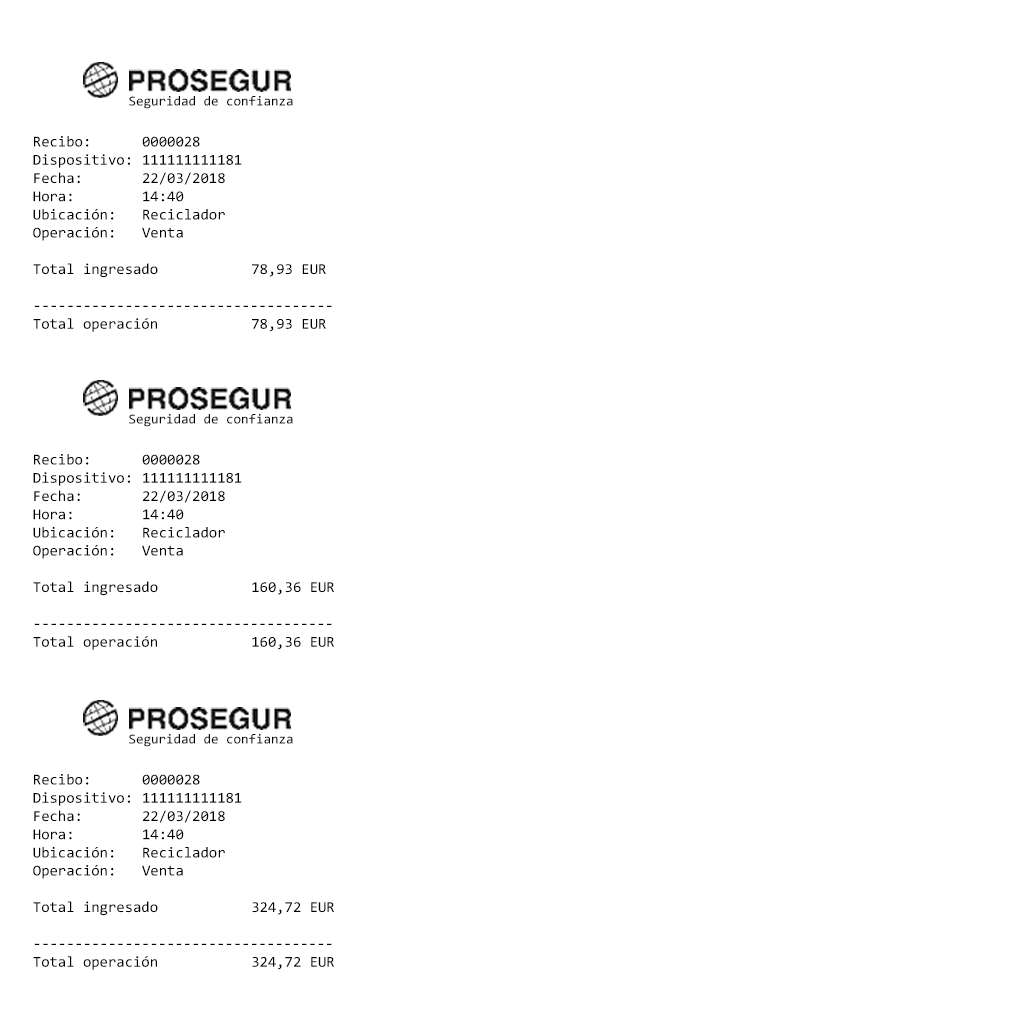 PROSEGUR
Seguridad de confianza
Recibo: 0000028
Dispositivo: 111111111181
Fecha: 22/03/2018
Hora: 14:40
Ubicación: Reciclador
Operación: Venta
Total ingresado 78,93 EUR
------------------------------------
Total operación 78,93 EUR
PROSEGUR
Seguridad de confianza
Recibo: 0000028
Dispositivo: 111111111181
Fecha: 22/03/2018
Hora: 14:40
Ubicación: Reciclador
Operación: Venta
Total ingresado 160,36 EUR
------------------------------------
Total operación 160,36 EUR
PROSEGUR
Seguridad de confianza
Recibo: 0000028
Dispositivo: 111111111181
Fecha: 22/03/2018
Hora: 14:40
Ubicación: Reciclador
Operación: Venta
Total ingresado 324,72 EUR
------------------------------------
Total operación 324,72 EUR